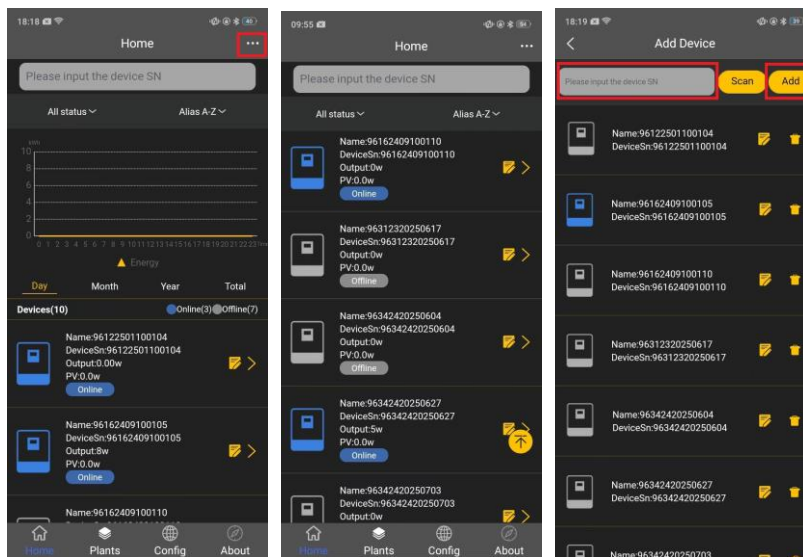 18:18
40
Home
Please input the device SN
All status
Alias A-Z
kWh
10
8
6
4
2
0
0 1 2 3 4 5 6 7 8 9 10 11 12 13 14 15 16 17 18 19 20 21 22 23 Time
Energy
Day Month Year Total
Devices(10) Online(3) Offline(7)
Name:96122501100104
DeviceSn:96122501100104
Output:0.00w
PV:0.0w
Online
Name:96162409100105
DeviceSn:96162409100105
Output:8w
PV:0.0w
Online
Name:96162409100110
Home Plants Config About
09:55
Home
Please input the device SN
All status
Alias A-Z
Name:96162409100110
DeviceSn:96162409100110
Output:0w
PV:0.0w
Online
Name:96312320250617
DeviceSn:96312320250617
Output:0w
PV:0.0w
Offline
Name:96342420250604
DeviceSn:96342420250604
Output:0w
PV:0.0w
Offline
Name:96342420250627
DeviceSn:96342420250627
Output:5w
PV:0.0w
Online
Name:96342420250703
DeviceSn:96342420250703
Output:0w
Home Plants Config About
18:19
Add Device
Please input the device SN
Scan
Add
Name:96122501100104
DeviceSn:96122501100104
Name:96162409100105
DeviceSn:96162409100105
Name:96162409100110
DeviceSn:96162409100110
Name:96312320250617
DeviceSn:96312320250617
Name:96342420250604
DeviceSn:96342420250604
Name:96342420250627
DeviceSn:96342420250627
Name:96342420250703